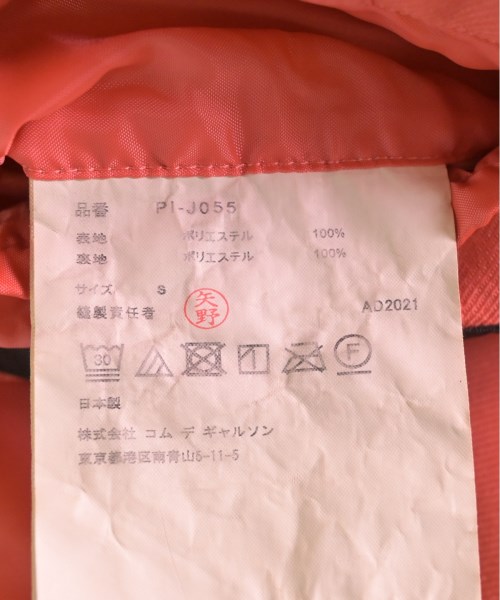 品番 PI-J055
表地 ポリエステル 100%
裏地 ポリエステル 100%
サイズ S
縫製責任者 矢野 AD2021
30 F
日本製
株式会社 コム デ ギャルソン
東京都港区南青山5-11-5